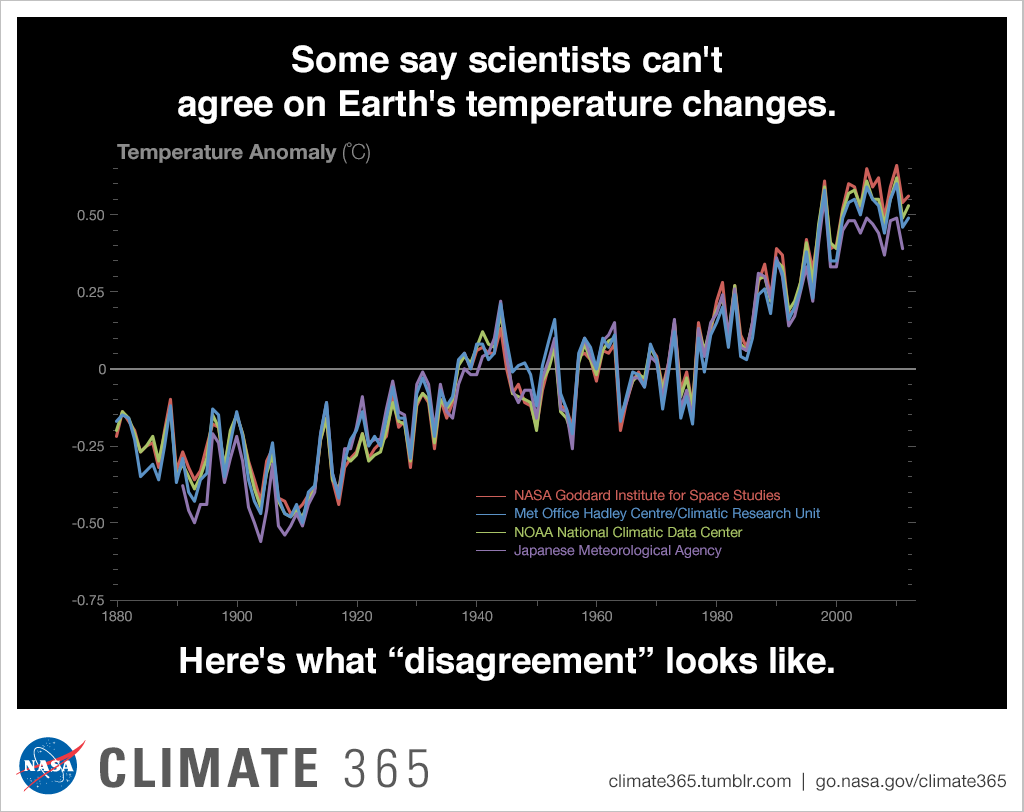 Some say scientists can't
agree on Earth's temperature changes.
Temperature Anomaly (°C)
0.50
0.25
0
-0.25
-0.50
-0.75
NASA Goddard Institute for Space Studies
Met Office Hadley Centre/Climatic Research Unit
NOAA National Climatic Data Center
Japanese Meteorological Agency
1880 1900 1920 1940 1960 1980 2000
Here's what “disagreement” looks like.
NASA CLIMATE 365
climate365.tumblr.com | go.nasa.gov/climate365